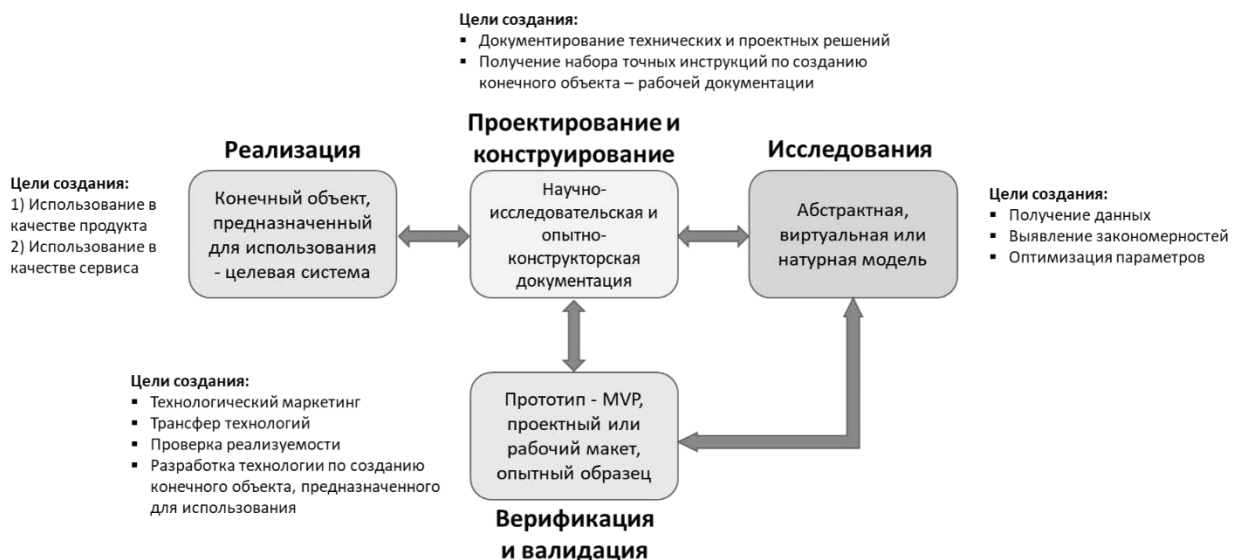 Цели создания:
▪ Документирование технических и проектных решений
▪ Получение набора точных инструкций по созданию
конечного объекта – рабочей документации
Проектирование и
конструирование
Реализация
Исследования
Цели создания:
1) Использование в
качестве продукта
2) Использование в
качестве сервиса
Конечный объект,
предназначенный
для использования
- целевая система
Научно-
исследовательская и
опытно-
конструкторская
документация
Абстрактная,
виртуальная или
натурная модель
Цели создания:
▪ Получение данных
▪ Выявление закономерностей
▪ Оптимизация параметров
Цели создания:
▪ Технологический маркетинг
▪ Трансфер технологий
▪ Проверка реализуемости
▪ Разработка технологии по созданию
конечного объекта, предназначенного
для использования
Прототип - MVP,
проектный или
рабочий макет,
опытный образец
Верификация
и валидация